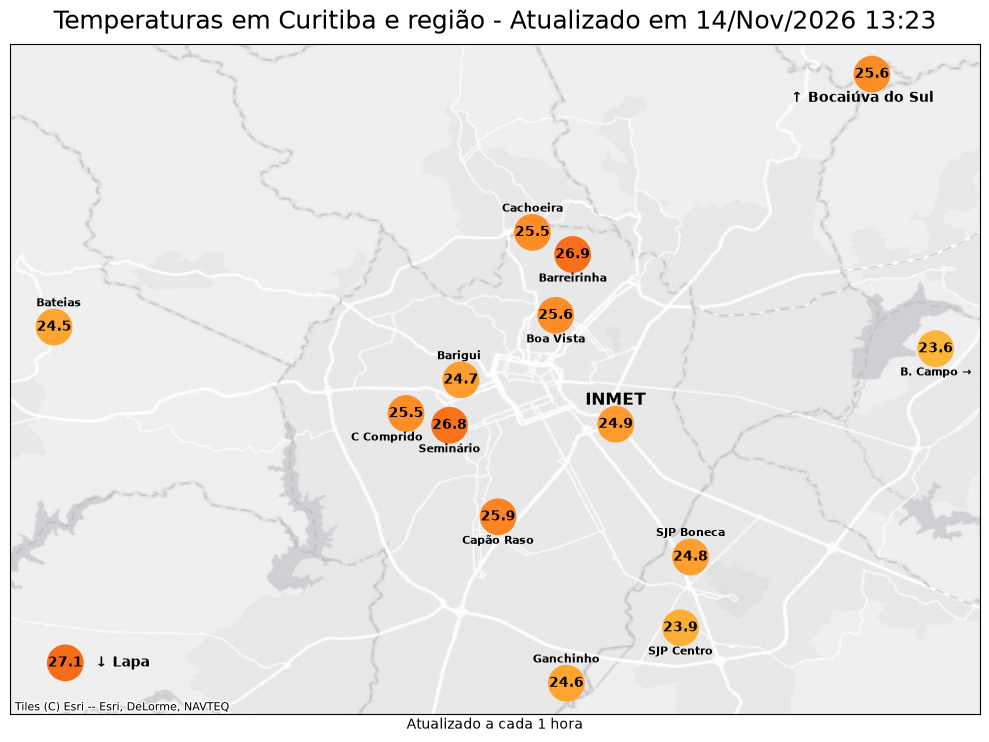 Temperaturas em Curitiba e região - Atualizado em 14/Nov/2026 13:23
25.6
↑ Bocaiúva do Sul
Cachoeira
25.5
26.9
Barreirinha
Bateias
24.5
25.6
Boa Vista
23.6
B. Campo →
Barigui
24.7
INMET
24.9
25.5
C Comprido
26.8
Seminário
25.9
Capão Raso
SJP Boneca
24.8
23.9
SJP Centro
27.1 ↓ Lapa
Ganchinho
24.6
Tiles (C) Esri -- Esri, DeLorme, NAVTEQ
Atualizado a cada 1 hora